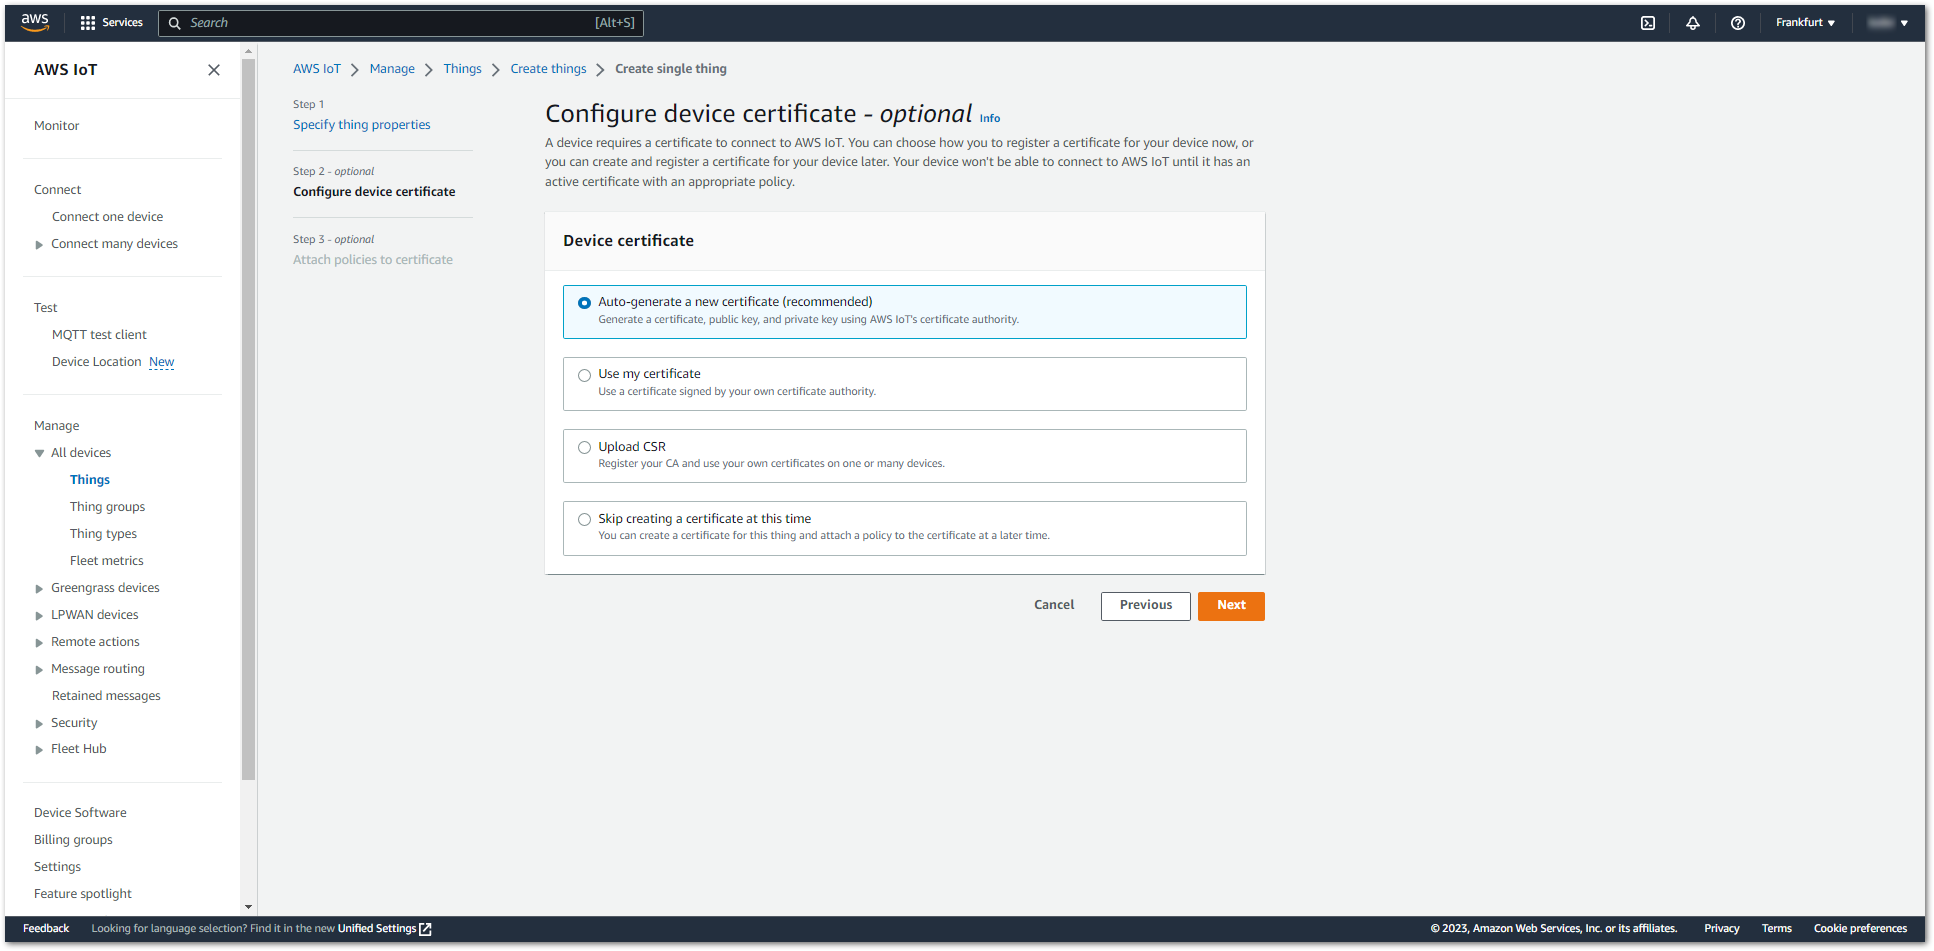 aws
Services
Search
[Alt+S]
Frankfurt
AWS IoT
Monitor
Connect
Connect one device
Connect many devices
Test
MQTT test client
Device Location New
Manage
All devices
Things
Thing groups
Thing types
Fleet metrics
Greengrass devices
LPWAN devices
Remote actions
Message routing
Retained messages
Security
Fleet Hub
Device Software
Billing groups
Settings
Feature spotlight
AWS IoT > Manage > Things > Create things > Create single thing
Step 1
Specify thing properties
Step 2 - optional
Configure device certificate
Step 3 - optional
Attach policies to certificate
Configure device certificate - optional Info
A device requires a certificate to connect to AWS IoT. You can choose how you to register a certificate for your device now, or
you can create and register a certificate for your device later. Your device won't be able to connect to AWS IoT until it has an
active certificate with an appropriate policy.
Device certificate
Auto-generate a new certificate (recommended)
Generate a certificate, public key, and private key using AWS IoT's certificate authority.
Use my certificate
Use a certificate signed by your own certificate authority.
Upload CSR
Register your CA and use your own certificates on one or many devices.
Skip creating a certificate at this time
You can create a certificate for this thing and attach a policy to the certificate at a later time.
Cancel
Previous
Next
Feedback
Looking for language selection? Find it in the new Unified Settings
© 2023, Amazon Web Services, Inc. or its affiliates.
Privacy
Terms
Cookie preferences